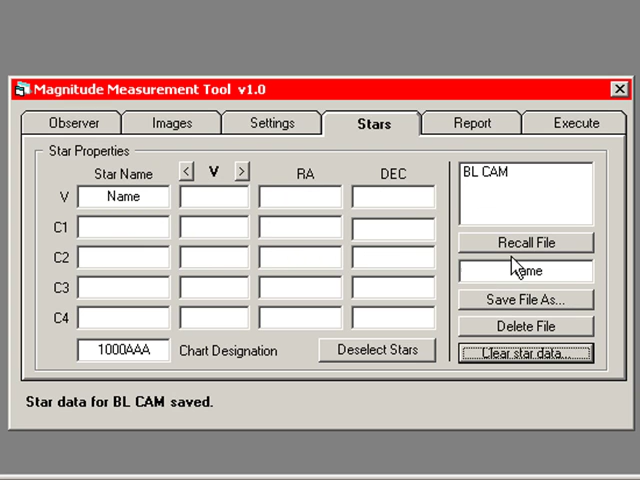 Magnitude Measurement Tool v1.0
Observer Images Settings Stars Report Execute
Star Properties
Star Name < V > RA DEC
V Name
C1
C2
C3
C4
1000AAA Chart Designation Deselect Stars
BL CAM
Recall File
Name
Save File As...
Delete File
Clear star data...
Star data for BL CAM saved.